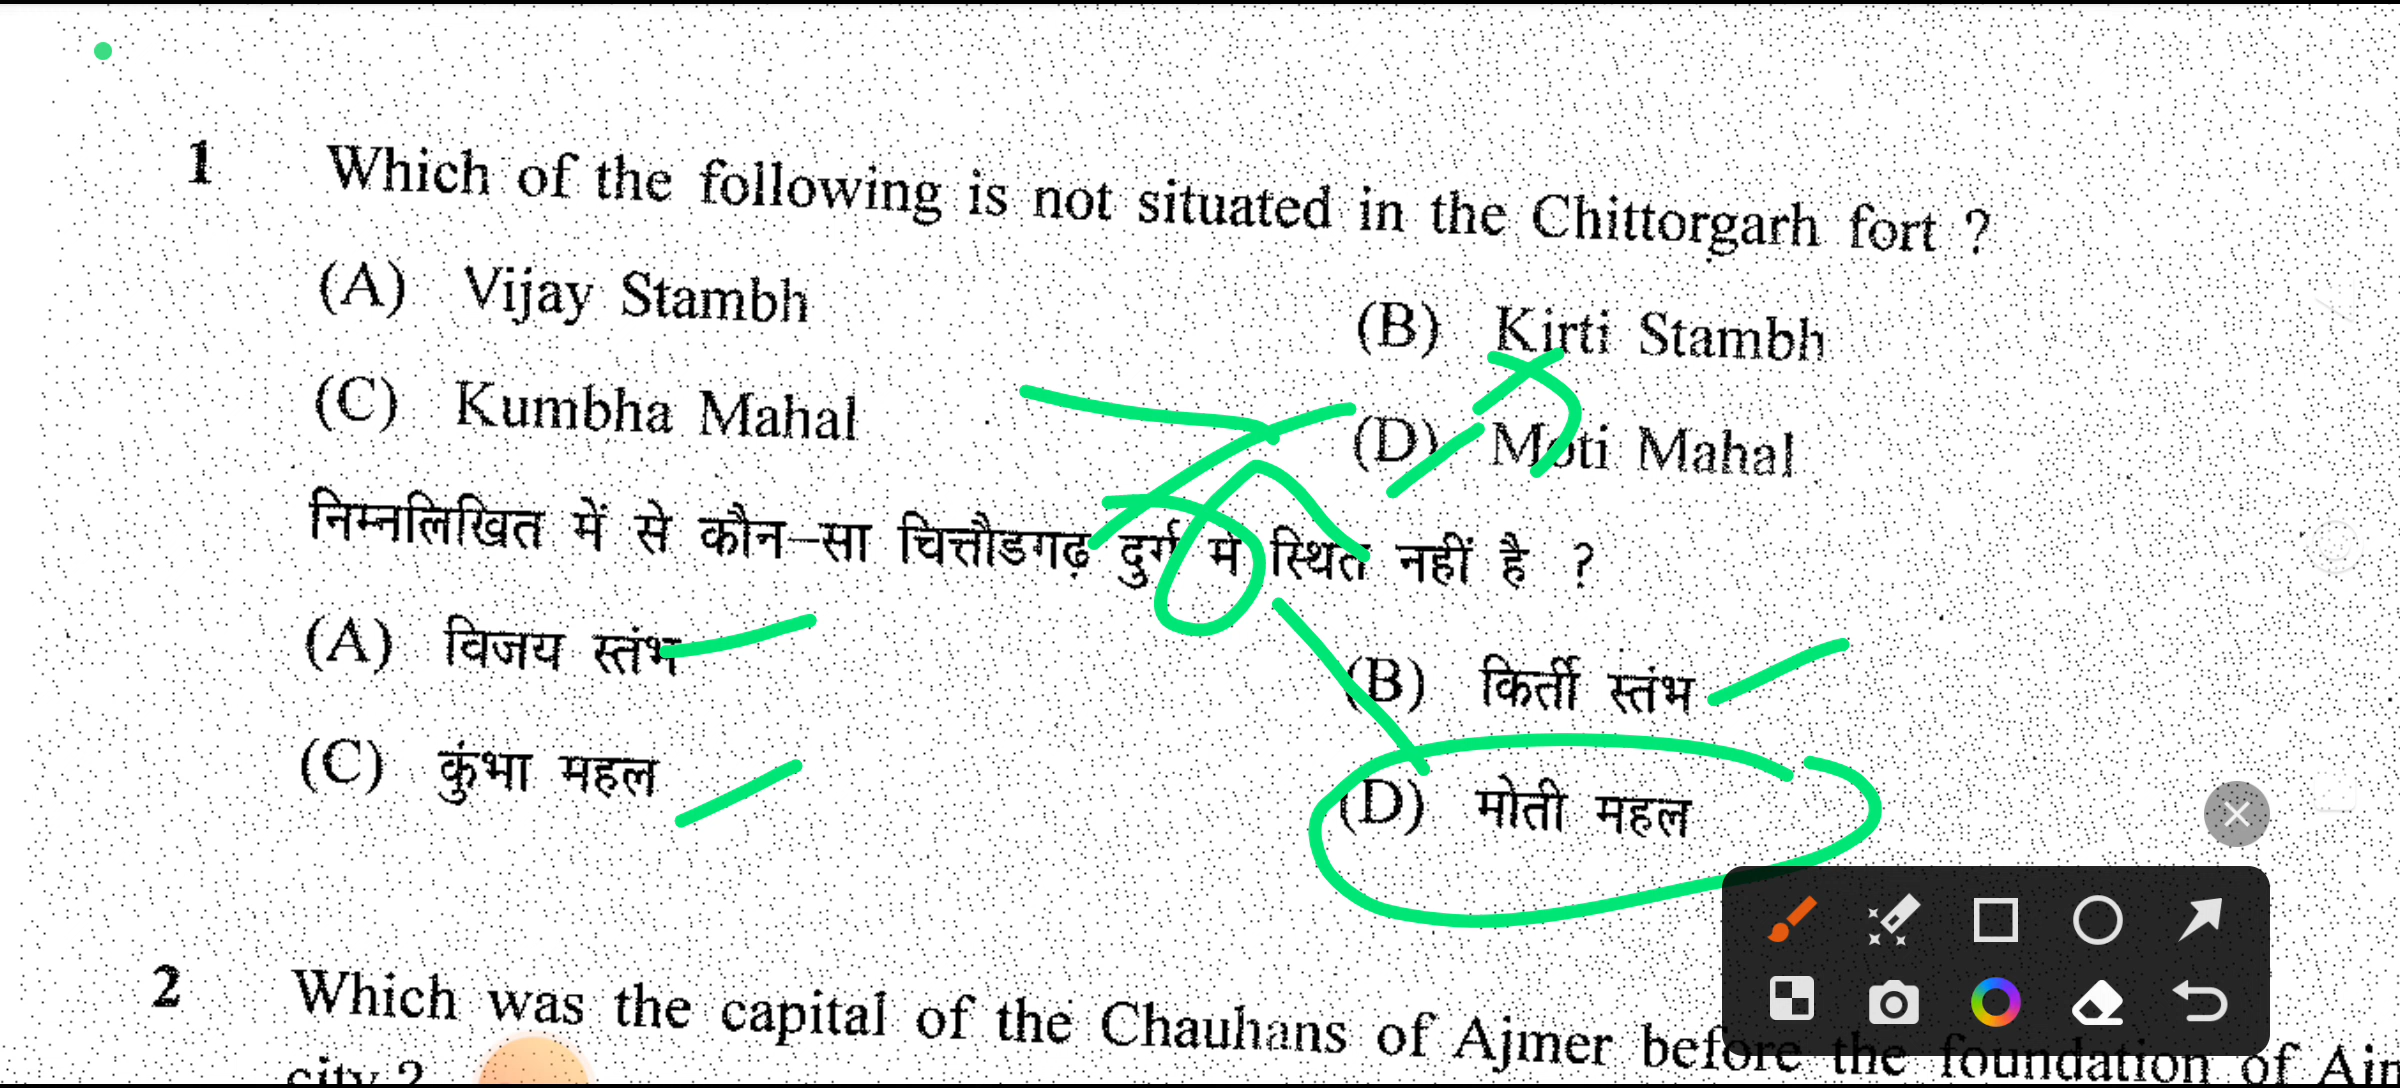 1 Which of the following is not situated in the Chittorgarh fort ?
(A) Vijay Stambh (B) Kirti Stambh
(C) Kumbha Mahal (D) Moti Mahal
निम्नलिखित में से कौन–सा चित्तौडगढ़ दुर्ग में स्थित नहीं है ?
(A) विजय स्तंभ (B) किर्ती स्तंभ
(C) कुंभा महल (D) मोती महल
2 Which was the capital of the Chauhans of Ajmer before the foundation of
city ?